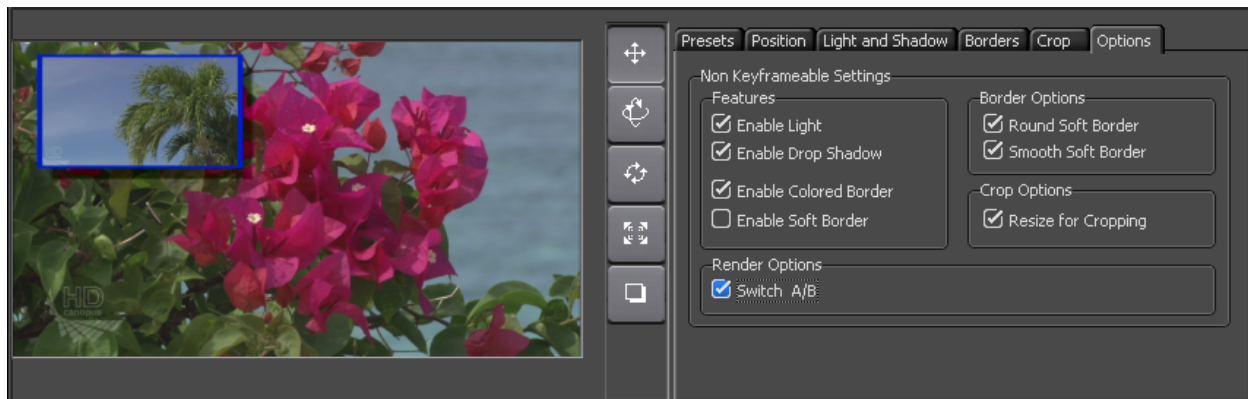 Presets Position Light and Shadow Borders Crop Options
Non Keyframeable Settings
Features
Enable Light
Enable Drop Shadow
Enable Colored Border
Enable Soft Border
Border Options
Round Soft Border
Smooth Soft Border
Crop Options
Resize for Cropping
Render Options
Switch A/B
HD
HD
canopus